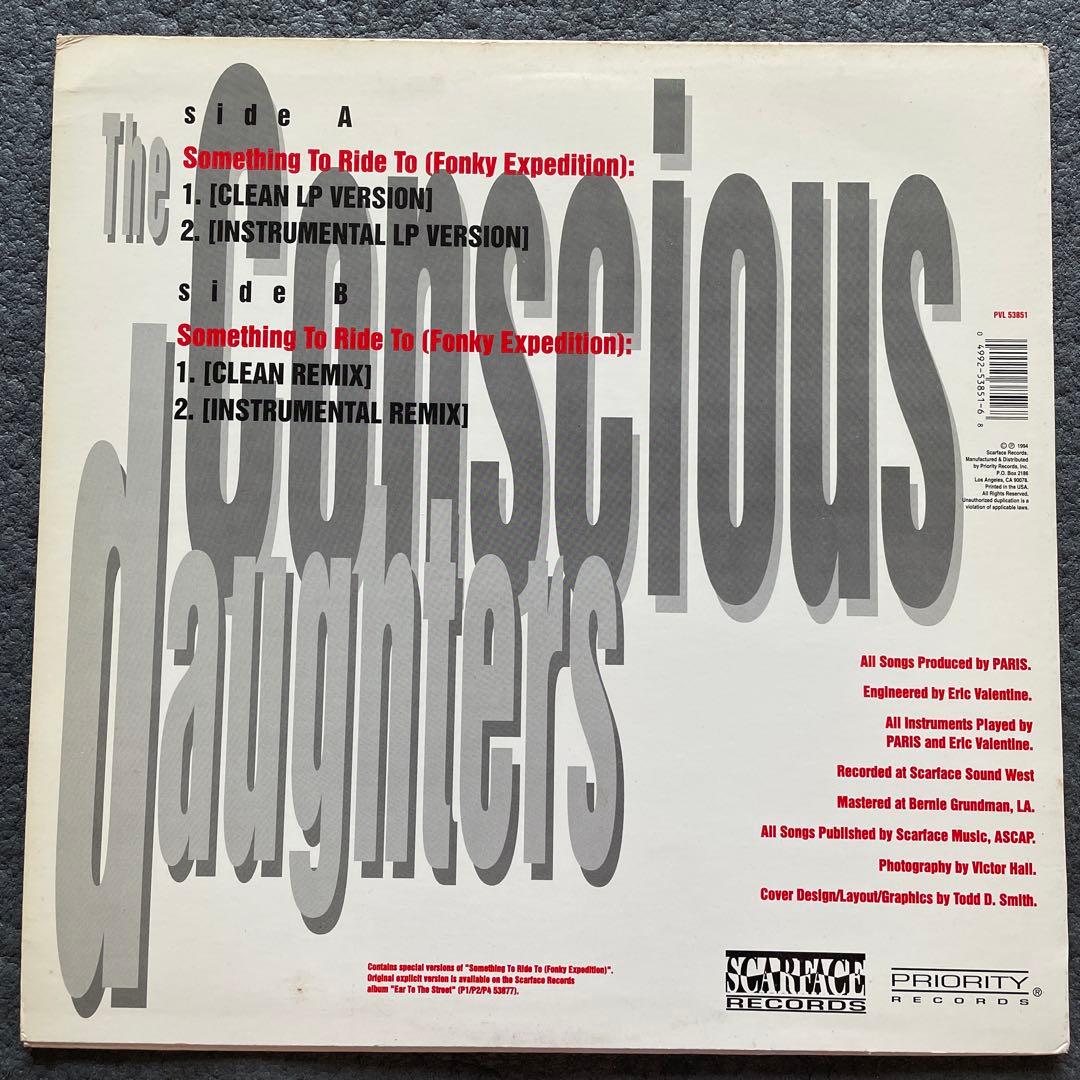 The
Conscious
daughters
side A
Something To Ride To (Fonky Expedition):
1. [CLEAN LP VERSION]
2. [INSTRUMENTAL LP VERSION]
side B
Something To Ride To (Fonky Expedition):
1. [CLEAN REMIX]
2. [INSTRUMENTAL REMIX]
PVL 53851
0 4992-53851-6 8
© ℗ 1994
Scarface Records.
Manufactured & Distributed
by Priority Records, Inc.
P.O. Box 2186
Los Angeles, CA 90078.
Printed in the USA.
All Rights Reserved.
Unauthorized duplication is a
violation of applicable laws.
All Songs Produced by PARIS.
Engineered by Eric Valentine.
All Instruments Played by
PARIS and Eric Valentine.
Recorded at Scarface Sound West
Mastered at Bernie Grundman, LA.
All Songs Published by Scarface Music, ASCAP.
Photography by Victor Hall.
Cover Design/Layout/Graphics by Todd D. Smith.
Contains special versions of "Something To Ride To (Fonky Expedition)".
Original explicit version is available on the Scarface Records
album "Ear To The Street" (P1/P2/P4 53877).
SCARFACE
RECORDS
PRIORITY
RECORDS ®